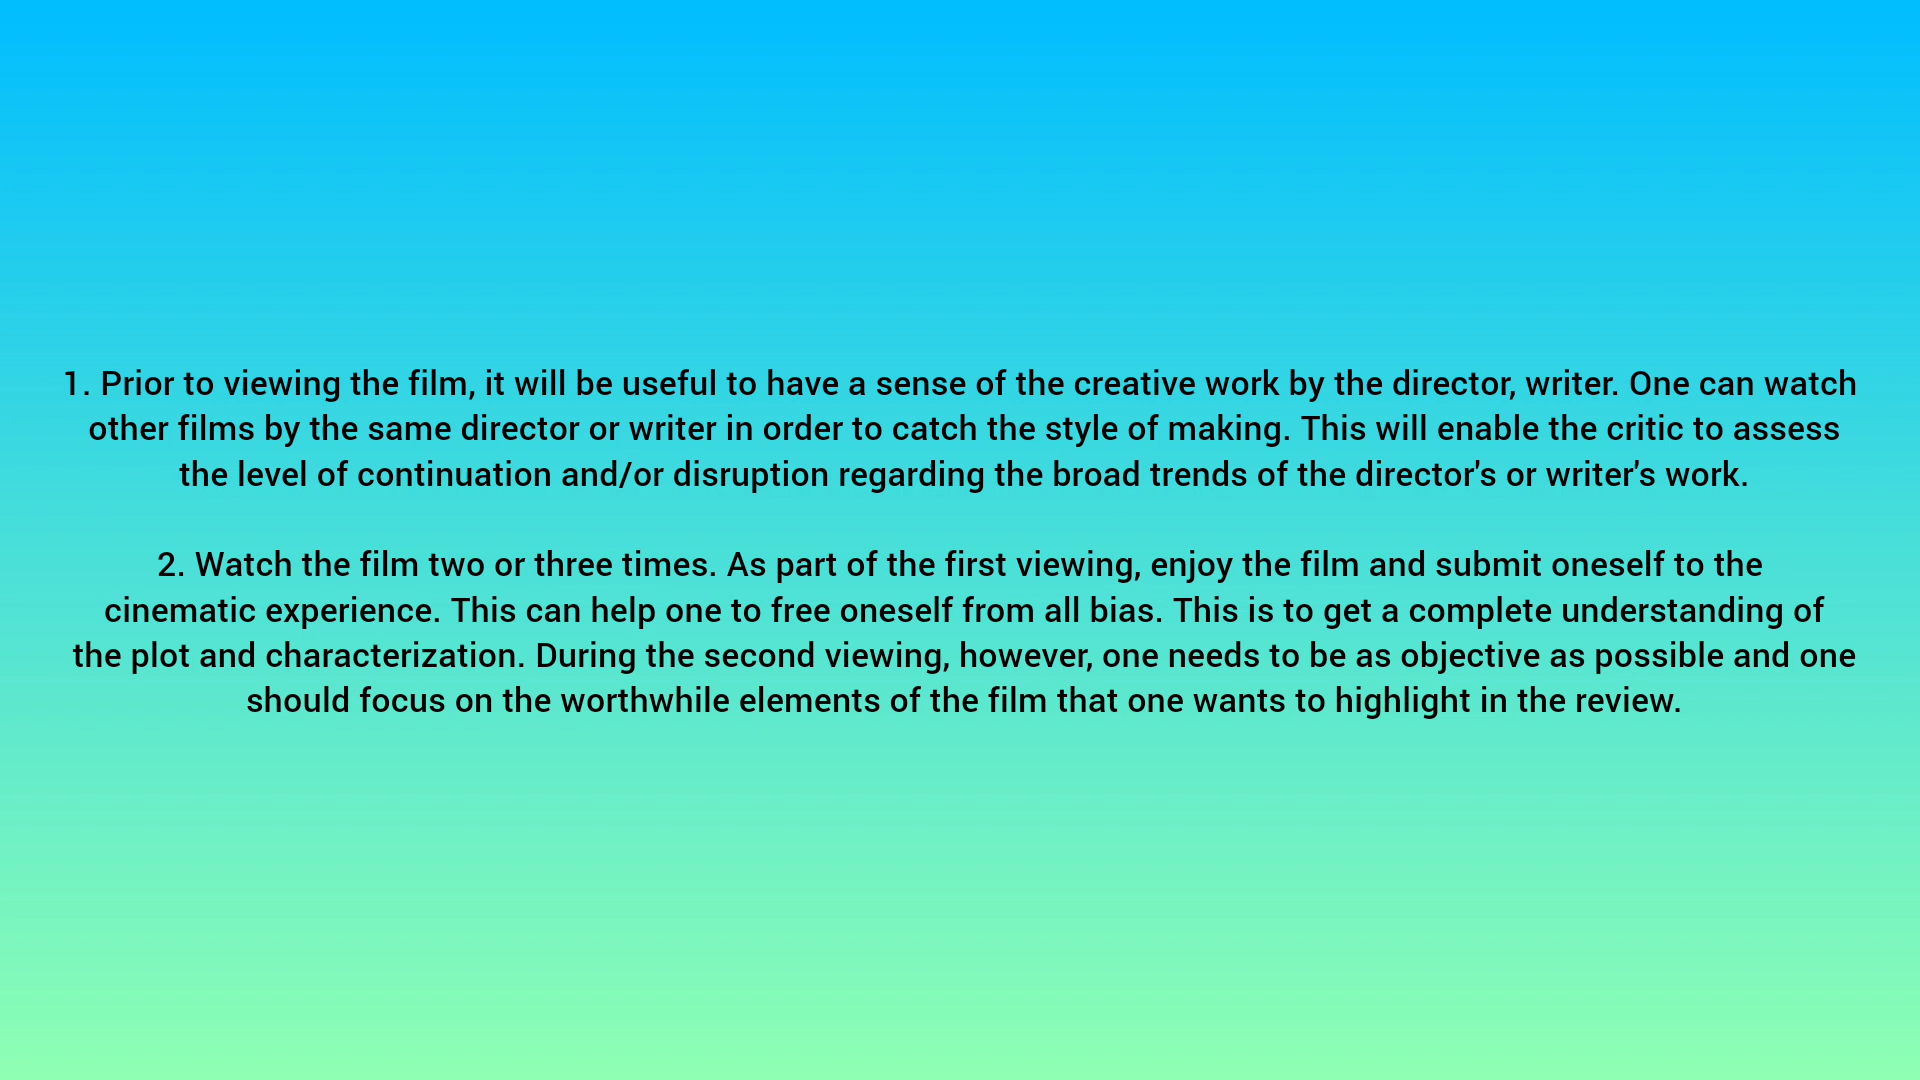 1. Prior to viewing the film, it will be useful to have a sense of the creative work by the director, writer. One can watch
other films by the same director or writer in order to catch the style of making. This will enable the critic to assess
the level of continuation and/or disruption regarding the broad trends of the director's or writer's work.
2. Watch the film two or three times. As part of the first viewing, enjoy the film and submit oneself to the
cinematic experience. This can help one to free oneself from all bias. This is to get a complete understanding of
the plot and characterization. During the second viewing, however, one needs to be as objective as possible and one
should focus on the worthwhile elements of the film that one wants to highlight in the review.